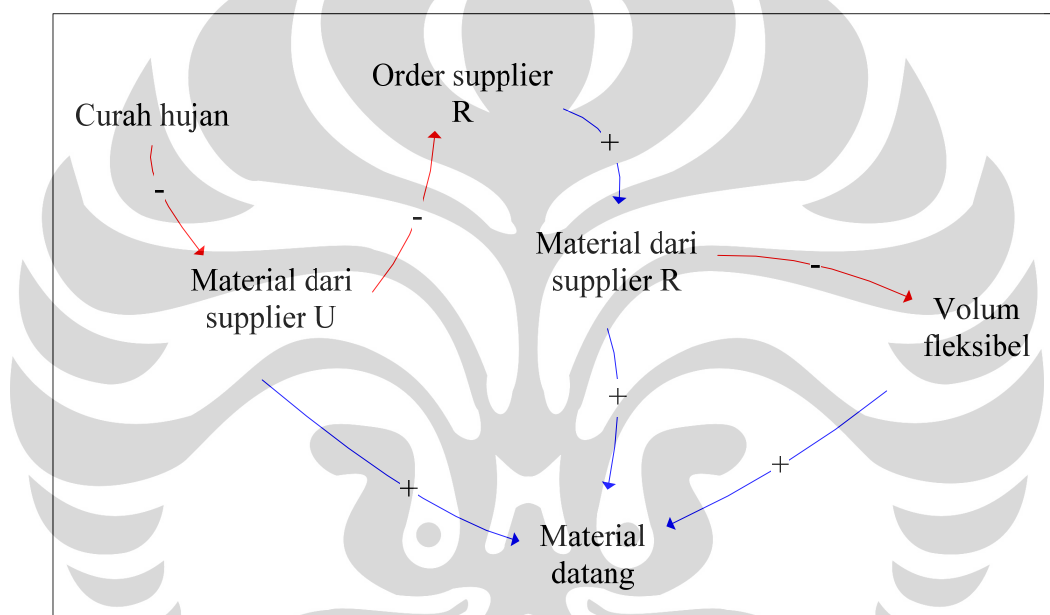 Order supplier
R
Curah hujan
+
-
-
Material dari
supplier R
-
Material dari
supplier U
Volum
fleksibel
+
+
+
Material
datang